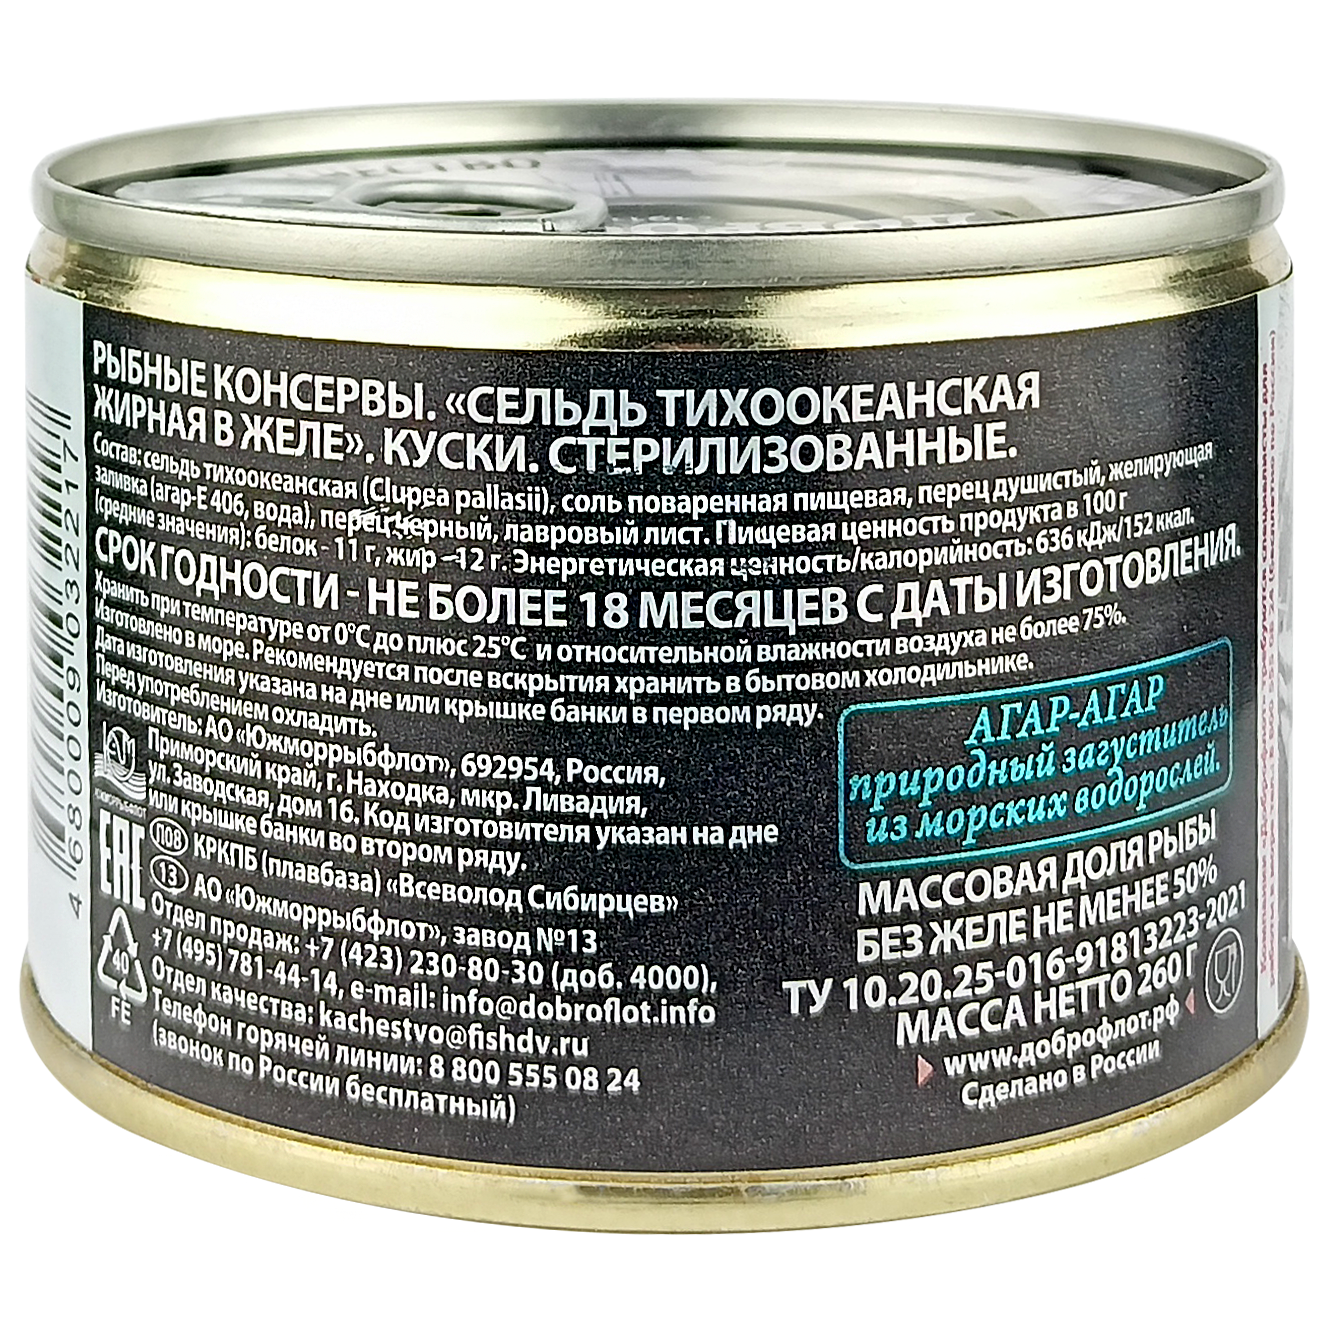 РЫБНЫЕ КОНСЕРВЫ. «СЕЛЬДЬ ТИХООКЕАНСКАЯ
ЖИРНАЯ В ЖЕЛЕ». КУСКИ. СТЕРИЛИЗОВАННЫЕ.
Состав: сельдь тихоокеанская (Clupea pallasii), соль поваренная пищевая, перец душистый, желирующая
заливка (агар-Е 406, вода), перец черный, лавровый лист. Пищевая ценность продукта в 100 г
(средние значения): белок - 11 г, жир - 12 г. Энергетическая ценность/калорийность: 636 кДж/152 ккал.
СРОК ГОДНОСТИ - НЕ БОЛЕЕ 18 МЕСЯЦЕВ С ДАТЫ ИЗГОТОВЛЕНИЯ.
Хранить при температуре от 0°С до плюс 25°С и относительной влажности воздуха не более 75%.
Изготовлено в море. Рекомендуется после вскрытия хранить в бытовом холодильнике.
Дата изготовления указана на дне или крышке банки в первом ряду.
Перед употреблением охладить.
Изготовитель: АО «Южморрыбфлот», 692954, Россия,
Приморский край, г. Находка, мкр. Ливадия,
ул. Заводская, дом 16. Код изготовителя указан на дне
или крышке банки во втором ряду.
П08 КРКПБ (плавбаза) «Всеволод Сибирцев»
13 АО «Южморрыбфлот», завод №13
Отдел продаж: +7 (423) 230-80-30 (доб. 4000),
+7 (495) 781-44-14, e-mail: info@dobroflot.info
Отдел качества: kachestvo@fishdv.ru
Телефон горячей линии: 8 800 555 08 24
(звонок по России бесплатный)
ЮЖМОРРЫБФЛОТ
ЕАС
40
FE
4 680009 032217
АГАР-АГАР
природный загуститель
из морских водорослей.
МАССОВАЯ ДОЛЯ РЫБЫ
БЕЗ ЖЕЛЕ НЕ МЕНЕЕ 50%
ТУ 10.20.25-016-91813223-2021
МАССА НЕТТО 260 Г
www.доброфлот.рф
Сделано в России